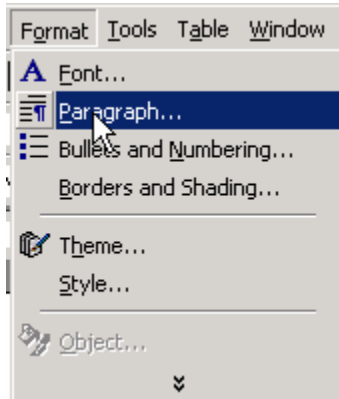 Format Tools Table Window
Font...
Paragraph...
Bullets and Numbering...
Borders and Shading...
Theme...
Style...
Object...